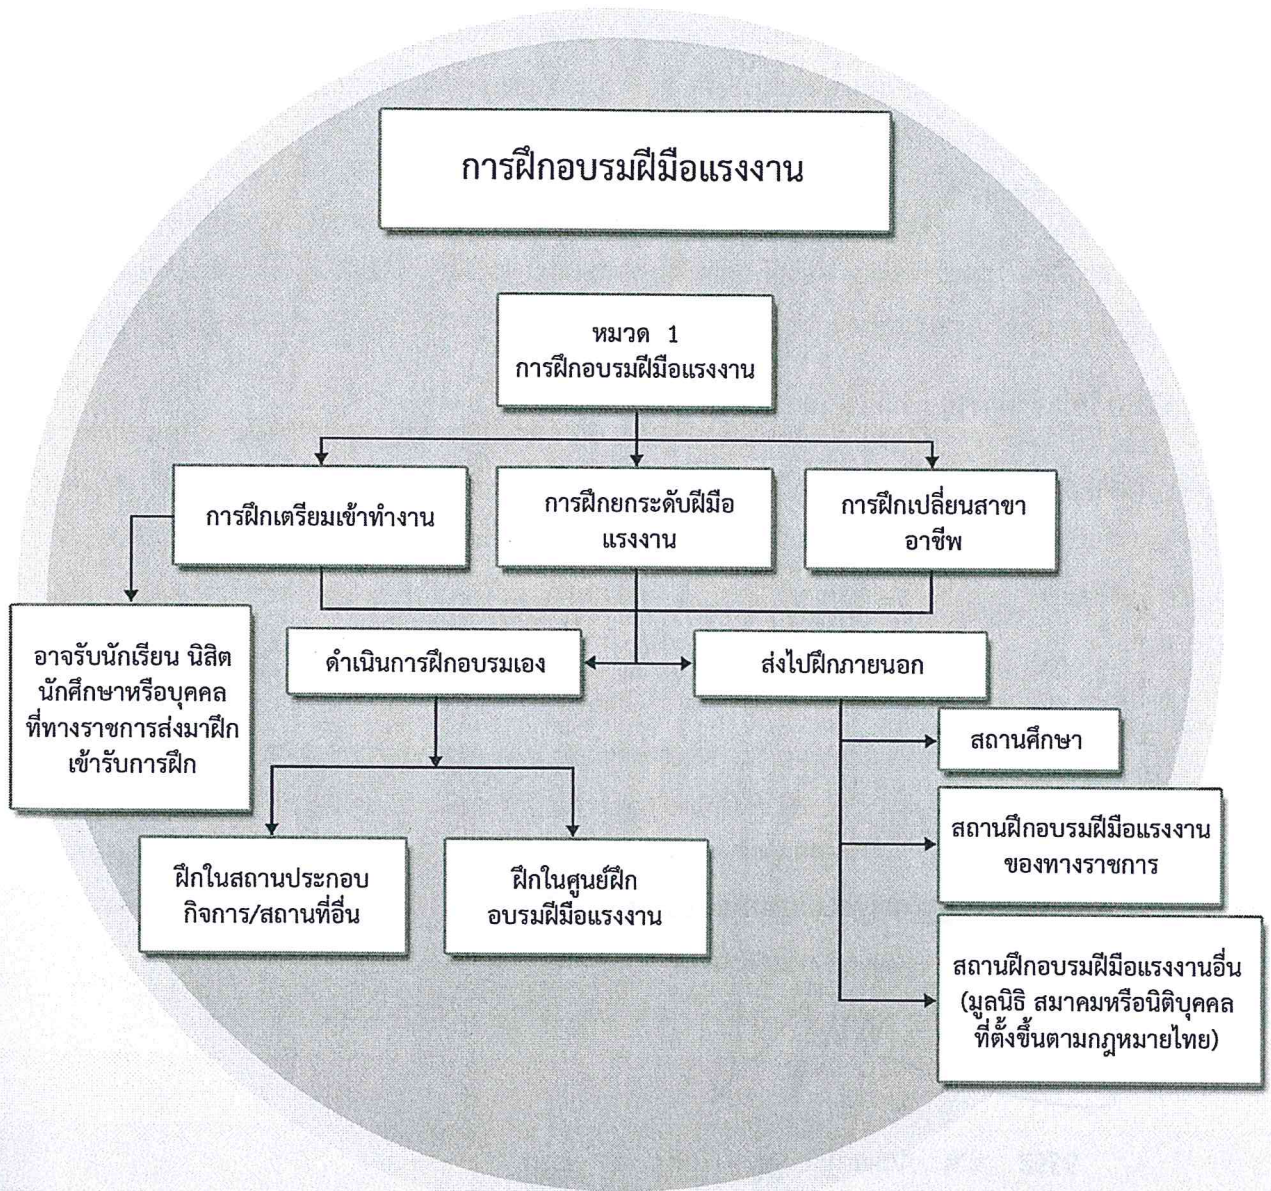 การฝึกอบรมฝีมือแรงงาน
หมวด 1
การฝึกอบรมฝีมือแรงงาน
การฝึกเตรียมเข้าทำงาน
การฝึกยกระดับฝีมือ
แรงงาน
การฝึกเปลี่ยนสาขา
อาชีพ
อาจรับนักเรียน นิสิต
นักศึกษาหรือบุคคล
ที่ทางราชการส่งมาฝึก
เข้ารับการฝึก
ดำเนินการฝึกอบรมเอง
ส่งไปฝึกภายนอก
ฝึกในสถานประกอบ
กิจการ/สถานที่อื่น
ฝึกในศูนย์ฝึก
อบรมฝีมือแรงงาน
สถานศึกษา
สถานฝึกอบรมฝีมือแรงงาน
ของทางราชการ
สถานฝึกอบรมฝีมือแรงงานอื่น
(มูลนิธิ สมาคมหรือนิติบุคคล
ที่ตั้งขึ้นตามกฎหมายไทย)